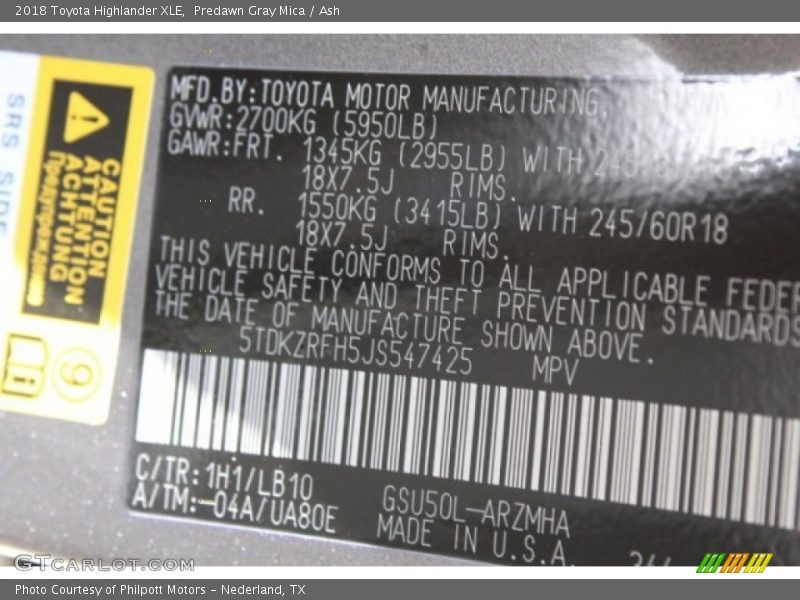 2018 Toyota Highlander XLE, Predawn Gray Mica / Ash
MFD.BY:TOYOTA MOTOR MANUFACTURING,
GVWR:2700KG (5950LB)
GAWR:FRT. 1345KG (2955LB) WITH
18X7.5J RIMS.
RR. 1550KG (3415LB) WITH 245/60R18
18X7.5J RIMS.
THIS VEHICLE CONFORMS TO ALL APPLICABLE FEDER
VEHICLE SAFETY AND THEFT PREVENTION STANDARDS
THE DATE OF MANUFACTURE SHOWN ABOVE.
5TDKZRFH5JS547425 MPV
C/TR:1H1/LB10
A/TM:-04A/UA80E
GSU50L-ARZMHA
MADE IN U.S.A.
SRS SIDE
CAUTION
ATTENTION
ACHTUNG
9
GTCARLOT.COM
Photo Courtesy of Philpott Motors - Nederland, TX